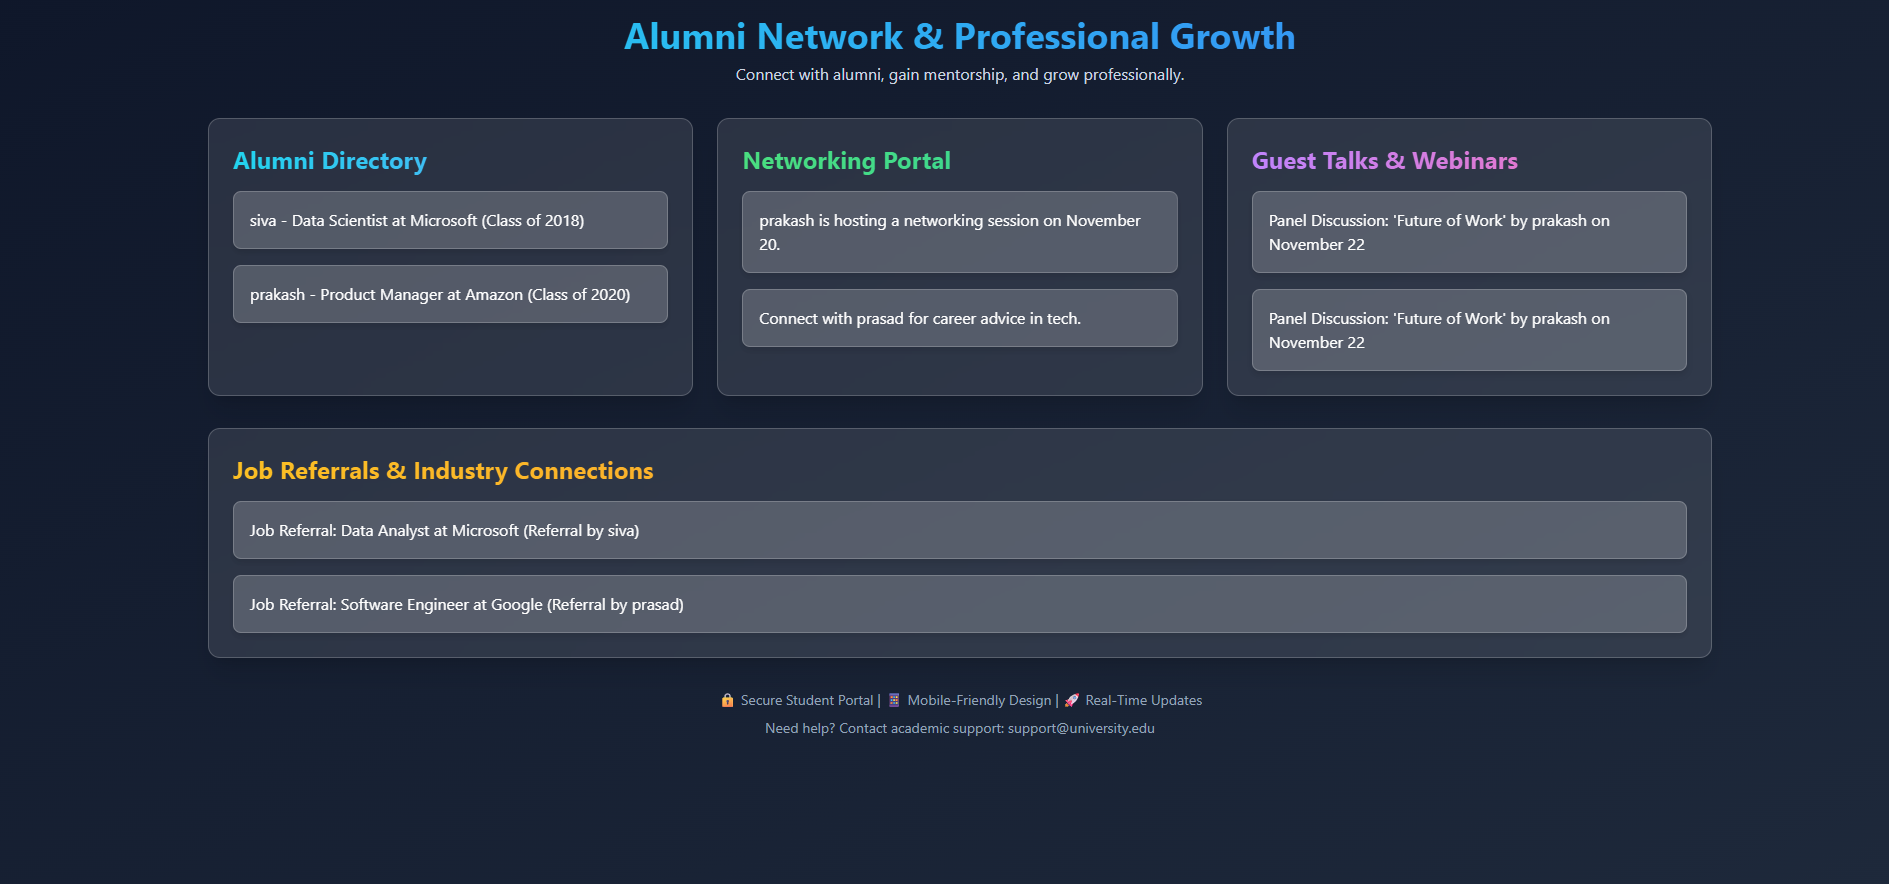 Alumni Network & Professional Growth
Connect with alumni, gain mentorship, and grow professionally.
Alumni Directory
siva - Data Scientist at Microsoft (Class of 2018)
prakash - Product Manager at Amazon (Class of 2020)
Networking Portal
prakash is hosting a networking session on November
20.
Connect with prasad for career advice in tech.
Guest Talks & Webinars
Panel Discussion: 'Future of Work' by prakash on
November 22
Panel Discussion: 'Future of Work' by prakash on
November 22
Job Referrals & Industry Connections
Job Referral: Data Analyst at Microsoft (Referral by siva)
Job Referral: Software Engineer at Google (Referral by prasad)
🔒 Secure Student Portal | 📱 Mobile-Friendly Design | 🚀 Real-Time Updates
Need help? Contact academic support: support@university.edu